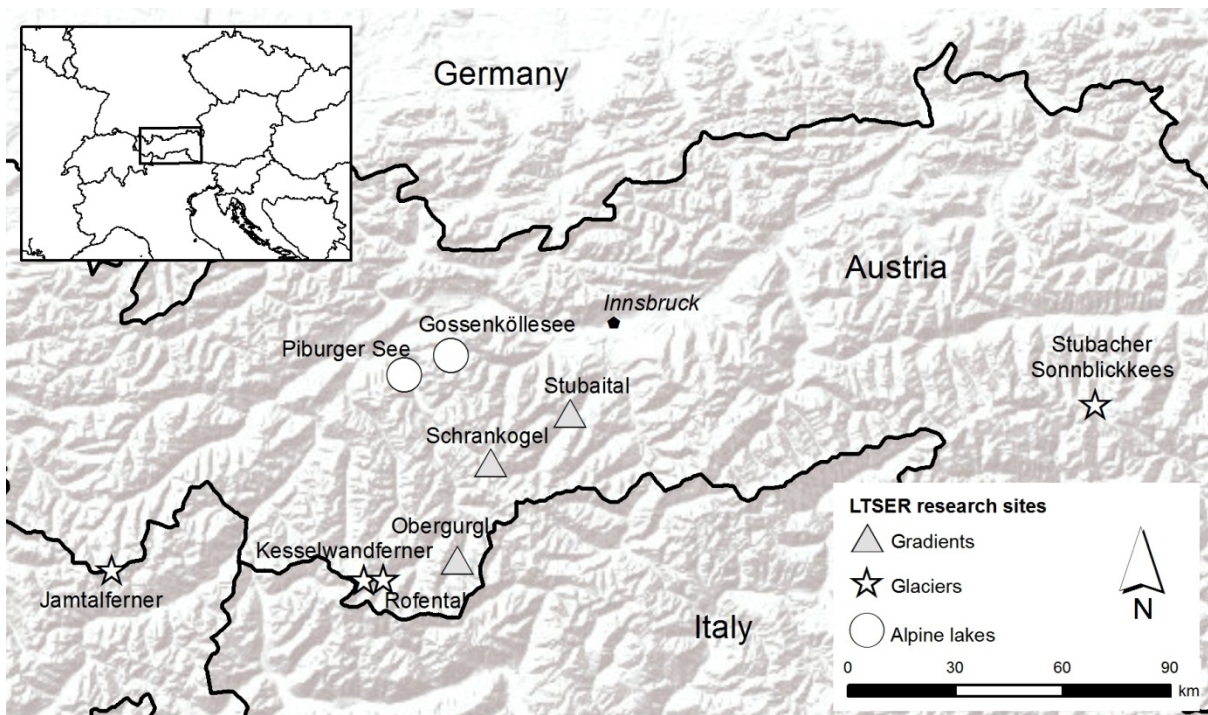 Germany
Austria
Innsbruck
Gossenköllesee
Piburger See
Stubacher
Sonnblickkees
Stubaital
Schrankogel
Obergurgl
Kesselwandferner
Jamtalferner
Rofental
Italy
LTSER research sites
Gradients
Glaciers
Alpine lakes
N
0 30 60 90
km